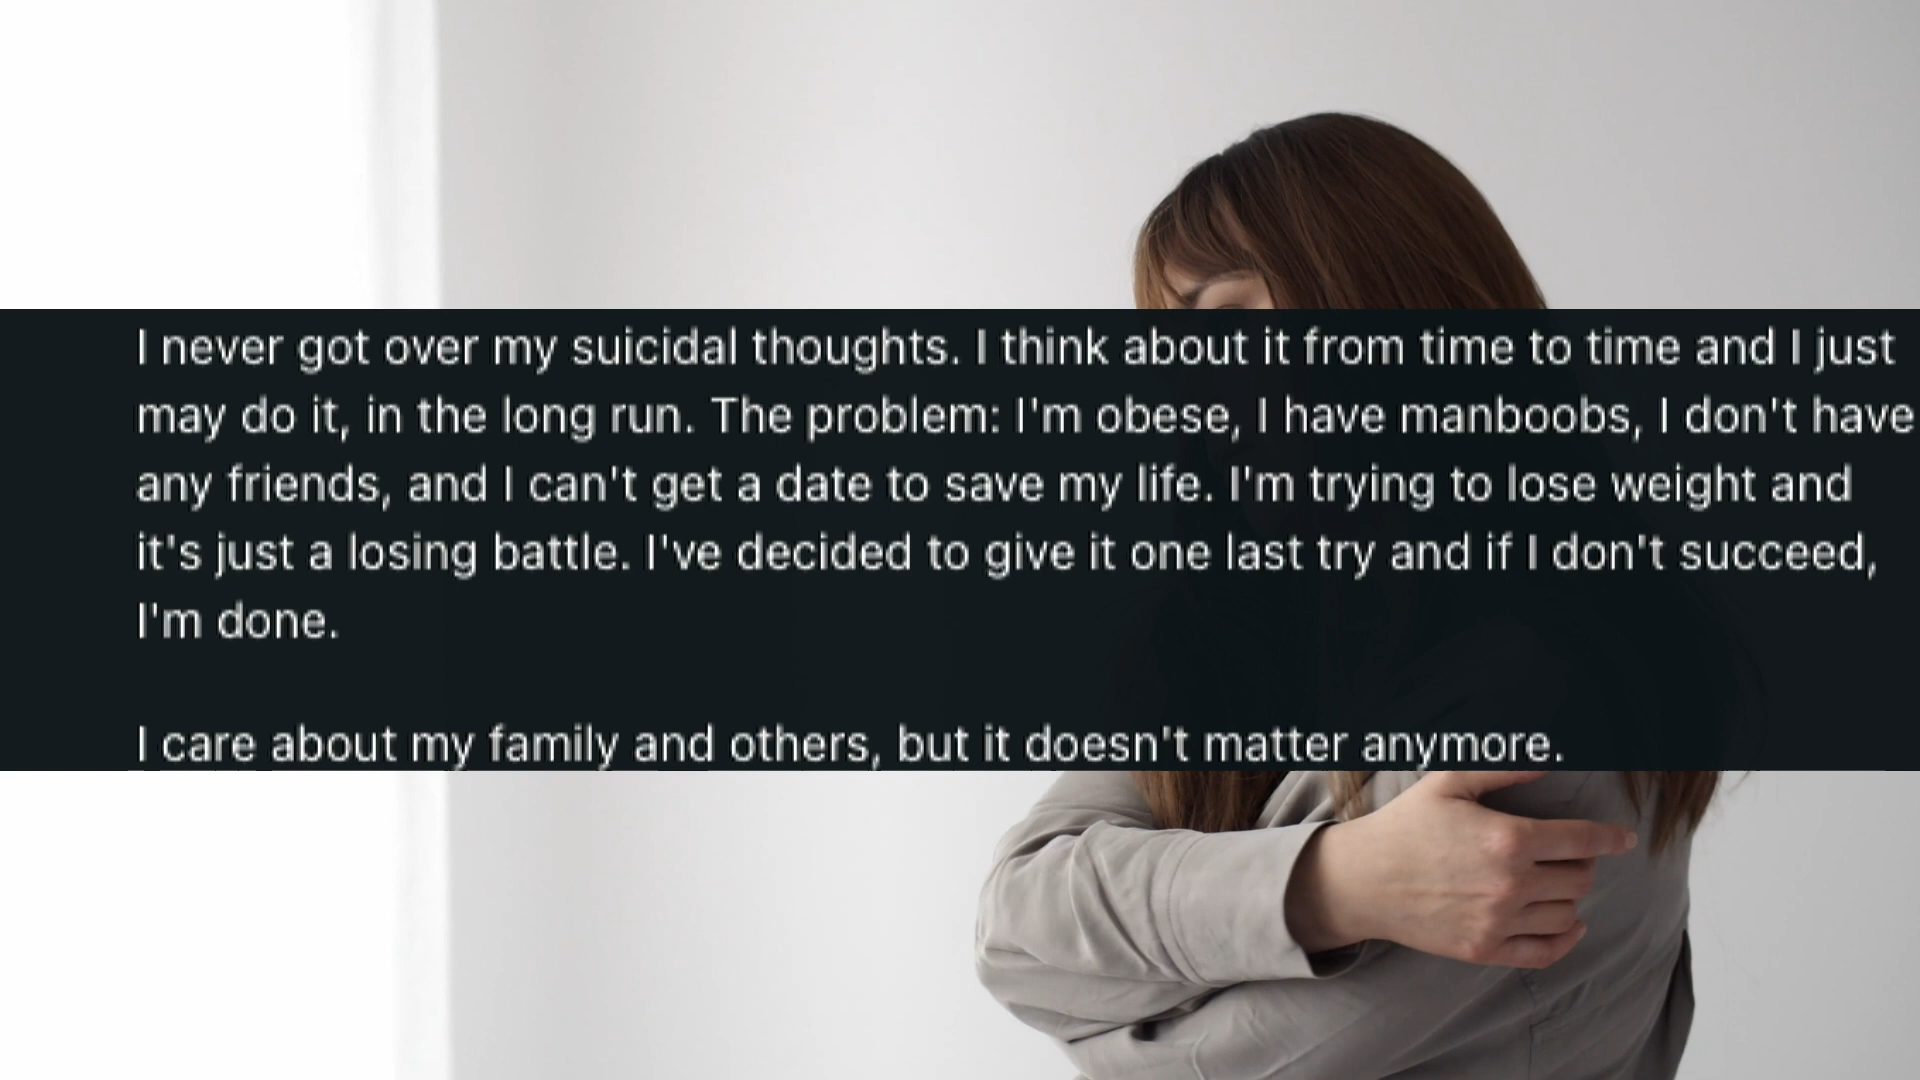 I never got over my suicidal thoughts. I think about it from time to time and I just
may do it, in the long run. The problem: I'm obese, I have manboobs, I don't have
any friends, and I can't get a date to save my life. I'm trying to lose weight and
it's just a losing battle. I've decided to give it one last try and if I don't succeed,
I'm done.
I care about my family and others, but it doesn't matter anymore.